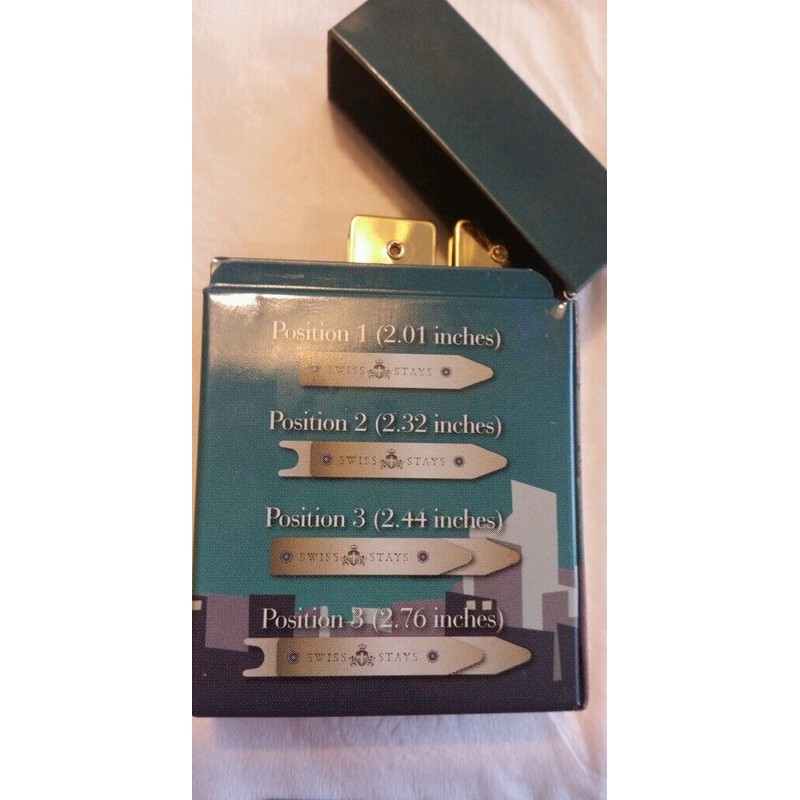 Position 1 (2.01 inches)
SWISS STAYS
Position 2 (2.32 inches)
SWISS STAYS
Position 3 (2.44 inches)
SWISS STAYS
Position 3 (2.76 inches)
SWISS STAYS